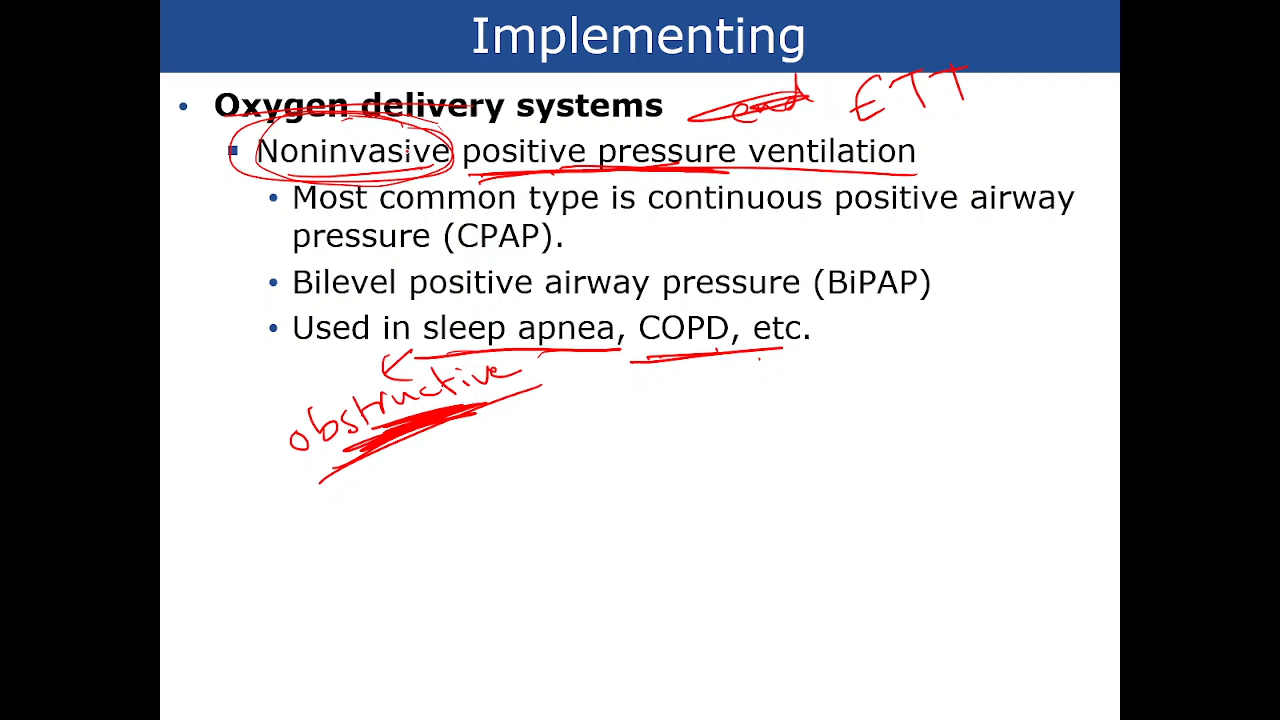 Implementing
• Oxygen delivery systems end ETT
▪ Noninvasive positive pressure ventilation
• Most common type is continuous positive airway
pressure (CPAP).
• Bilevel positive airway pressure (BiPAP)
• Used in sleep apnea, COPD, etc.
obstructive